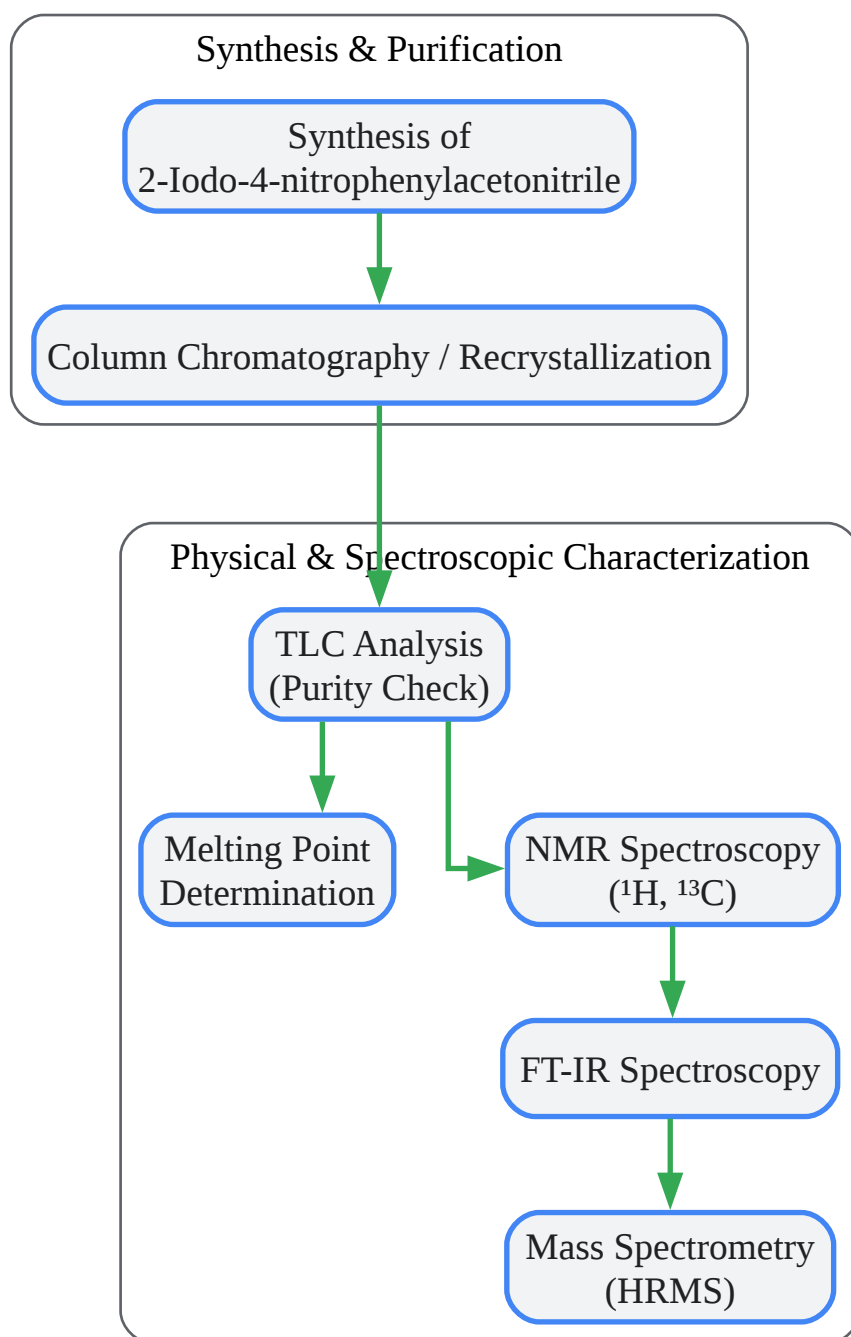 Synthesis & Purification
Synthesis of
2-Iodo-4-nitrophenylacetonitrile
Column Chromatography / Recrystallization
Physical & Spectroscopic Characterization
TLC Analysis
(Purity Check)
Melting Point
Determination
NMR Spectroscopy
(¹H, ¹³C)
FT-IR Spectroscopy
Mass Spectrometry
(HRMS)